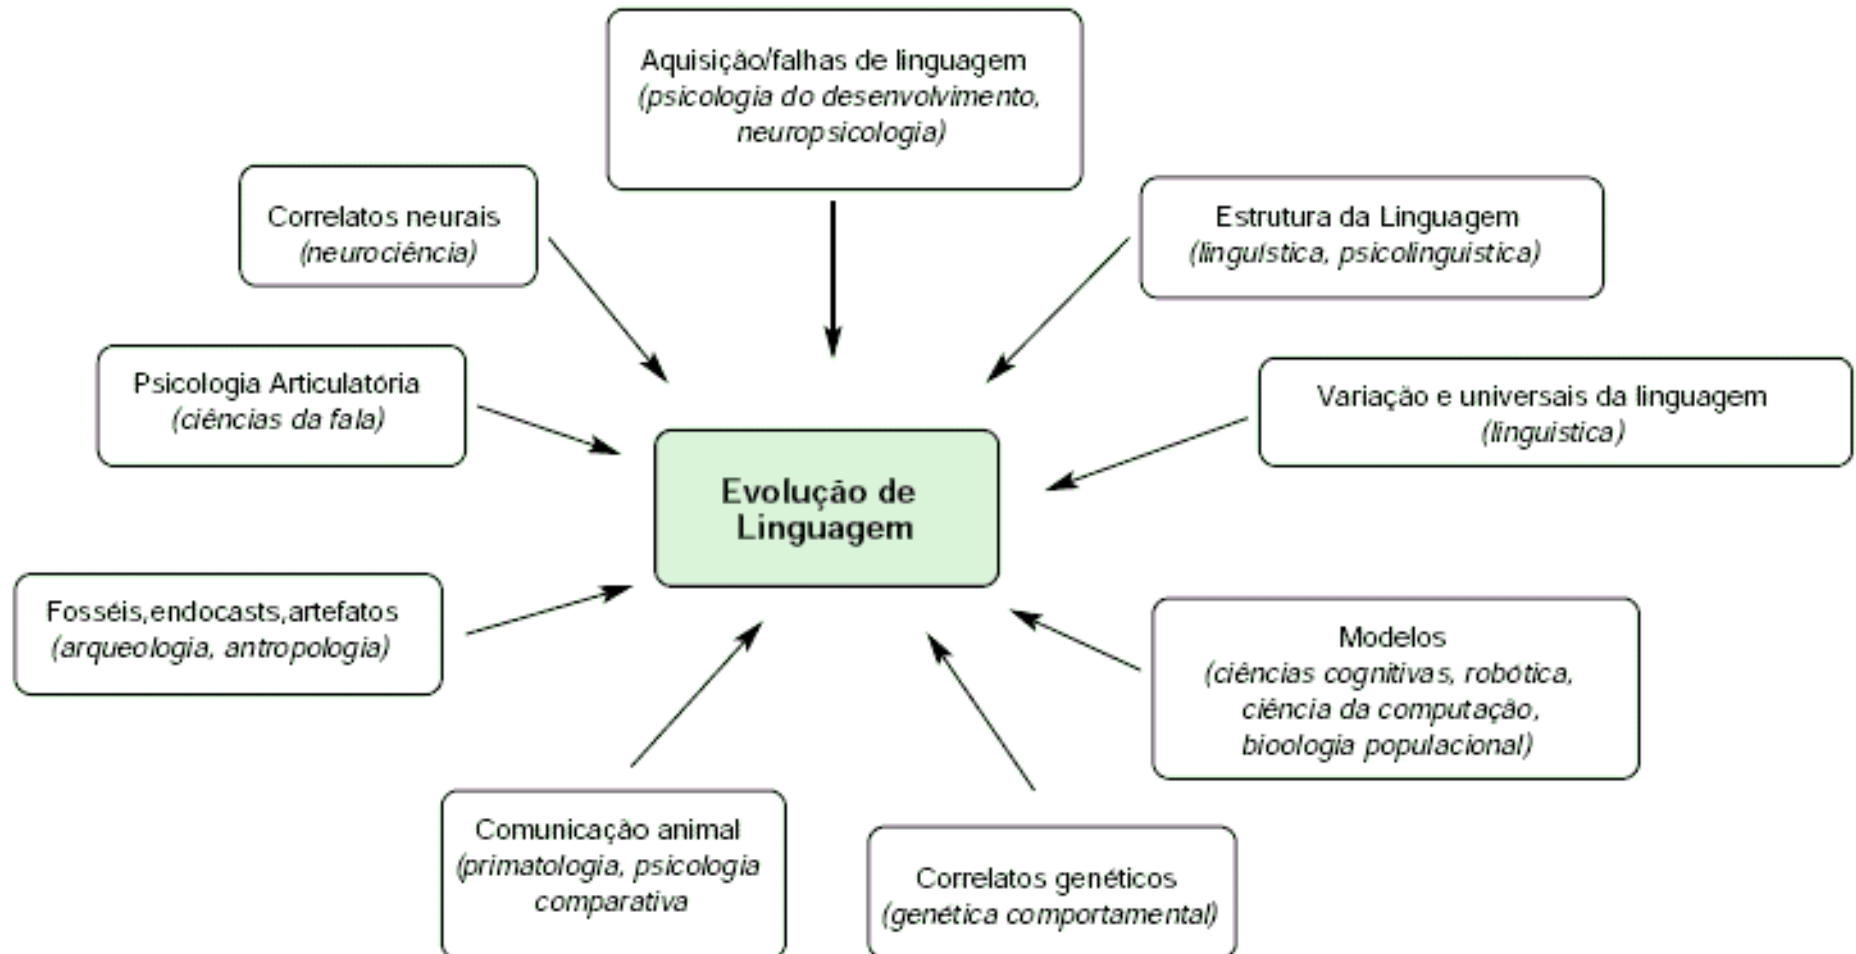 Aquisição/falhas de linguagem
(psicologia do desenvolvimento,
neuropsicologia)
Correlatos neurais
(neurociência)
Estrutura da Linguagem
(linguística, psicolinguistica)
Psicologia Articulatória
(ciências da fala)
Variação e universais da linguagem
(linguistica)
Evolução de
Linguagem
Fosséis,endocasts,artefatos
(arqueologia, antropologia)
Modelos
(ciências cognitivas, robótica,
ciência da computação,
bioologia populacional)
Comunicação animal
(primatologia, psicologia
comparativa
Correlatos genéticos
(genética comportamental)